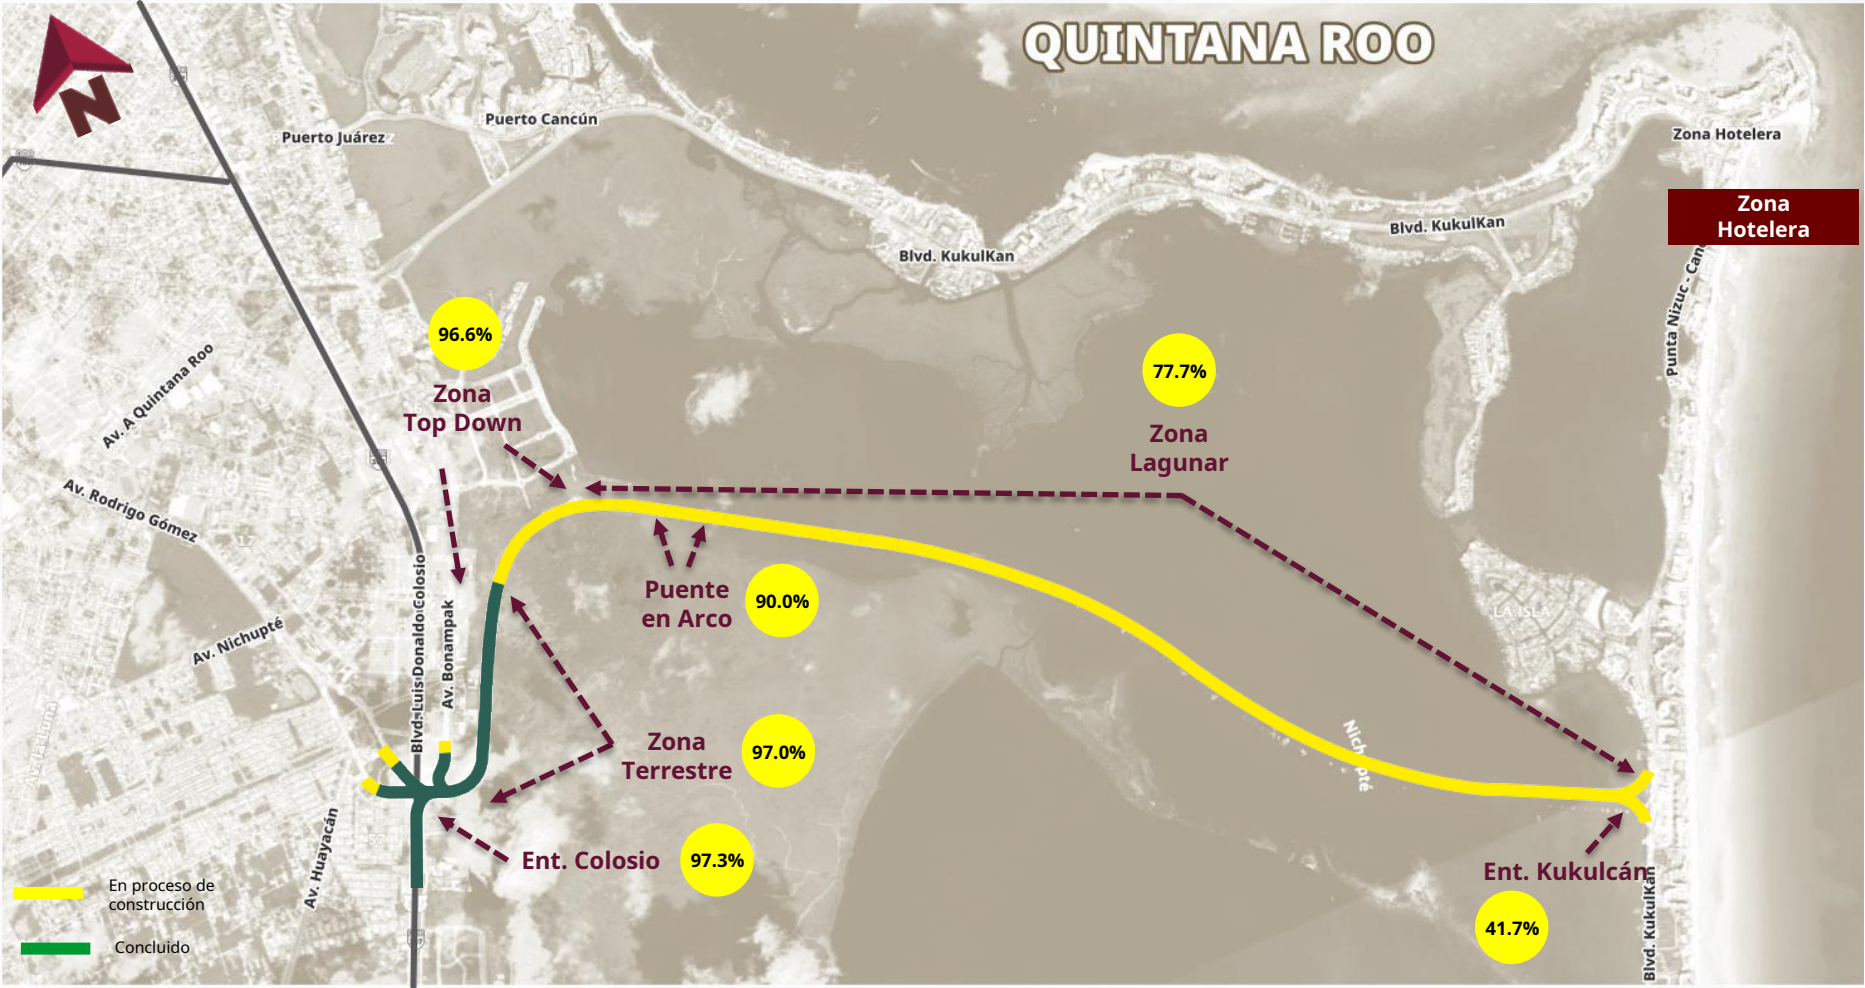 QUINTANA ROO
N
Puerto Juárez
Puerto Cancún
Zona Hotelera
Zona
Hotelera
Blvd. KukulKan
Blvd. KukulKan
Punta Nizuc - Canc
96.6%
Zona
Top Down
77.7%
Zona
Lagunar
Av. A Quintana Roo
Av. Rodrigo Gómez
17
Av. Nichupté
Blvd. Luis Donaldo Colosio
Av. Bonampak
Puente
en Arco
90.0%
LA ISLA
Nichupté
Zona
Terrestre
97.0%
Ent. Colosio
97.3%
Av. Huayacán
Ent. Kukulcán
41.7%
Blvd. KukulKan
En proceso de
construcción
Concluido